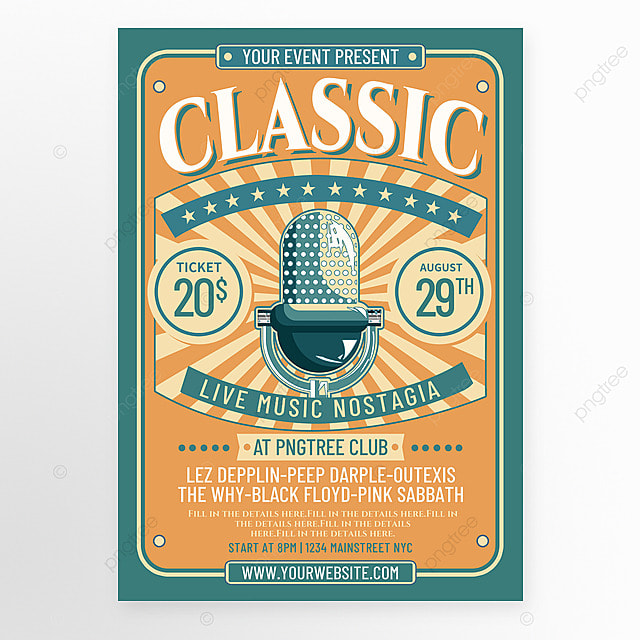 YOUR EVENT PRESENT
CLASSIC
TICKET
20$
AUGUST
29TH
LIVE MUSIC NOSTAGIA
AT PNGTREE CLUB
LEZ DEPPLIN-PEEP DARPLE-OUTEXIS
THE WHY-BLACK FLOYD-PINK SABBATH
Fill in the details here.Fill in the details here.Fill in
the details here.Fill in the details
here.Fill in the details here.
START AT 8PM | 1234 MAINSTREET NYC
WWW.YOURWEBSITE.COM
pngtree